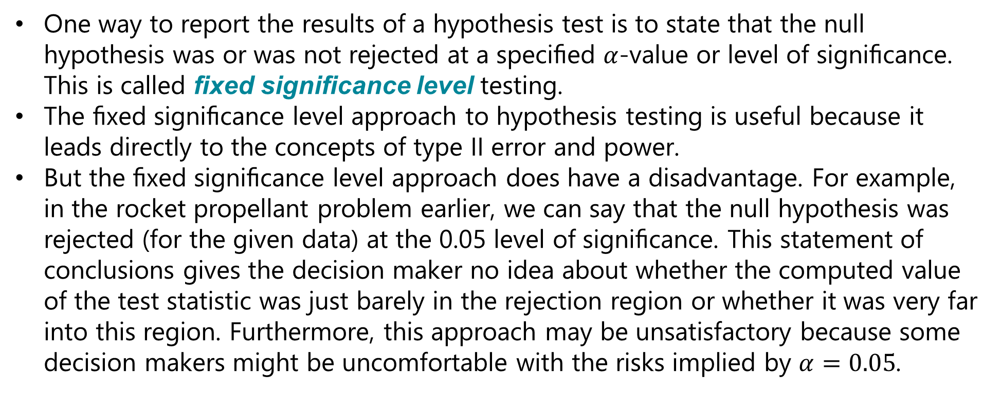 • One way to report the results of a hypothesis test is to state that the null
hypothesis was or was not rejected at a specified α-value or level of significance.
This is called fixed significance level testing.
• The fixed significance level approach to hypothesis testing is useful because it
leads directly to the concepts of type II error and power.
• But the fixed significance level approach does have a disadvantage. For example,
in the rocket propellant problem earlier, we can say that the null hypothesis was
rejected (for the given data) at the 0.05 level of significance. This statement of
conclusions gives the decision maker no idea about whether the computed value
of the test statistic was just barely in the rejection region or whether it was very far
into this region. Furthermore, this approach may be unsatisfactory because some
decision makers might be uncomfortable with the risks implied by α = 0.05.